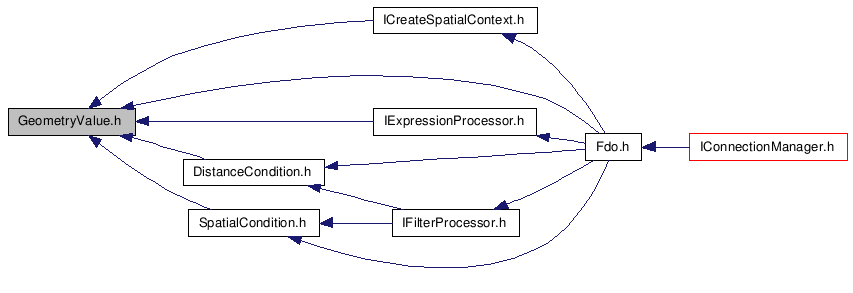 ICreateSpatialContext.h
GeometryValue.h
IExpressionProcessor.h
Fdo.h
IConnectionManager.h
DistanceCondition.h
SpatialCondition.h
IFilterProcessor.h